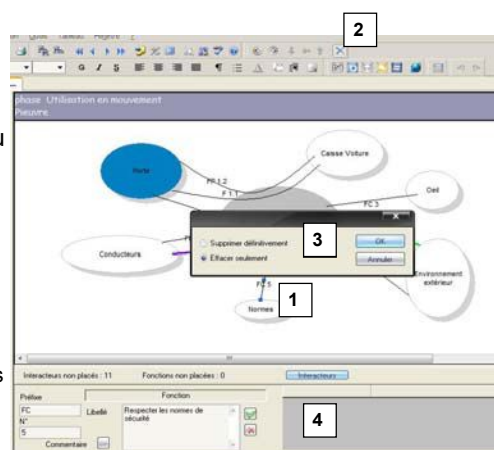 Tableau
2
G I S
phase Utilisation en mouvement
Pieuvre
u
Porte
FP 1.2
F 1.1
Caisse Voiture
FC 3
Oeil
3
Supprimer définitivement
Effacer seulement
OK
Annuler
Conducteurs
Environnement
extérieur
FC 5
1
Normes
s
Interacteurs non placés : 11
Fonctions non placées : 0
Interacteurs
Préfixe
Fonction
FC
Libellé
Respecter les normes de
sécurité
N°
5
Commentaire
4